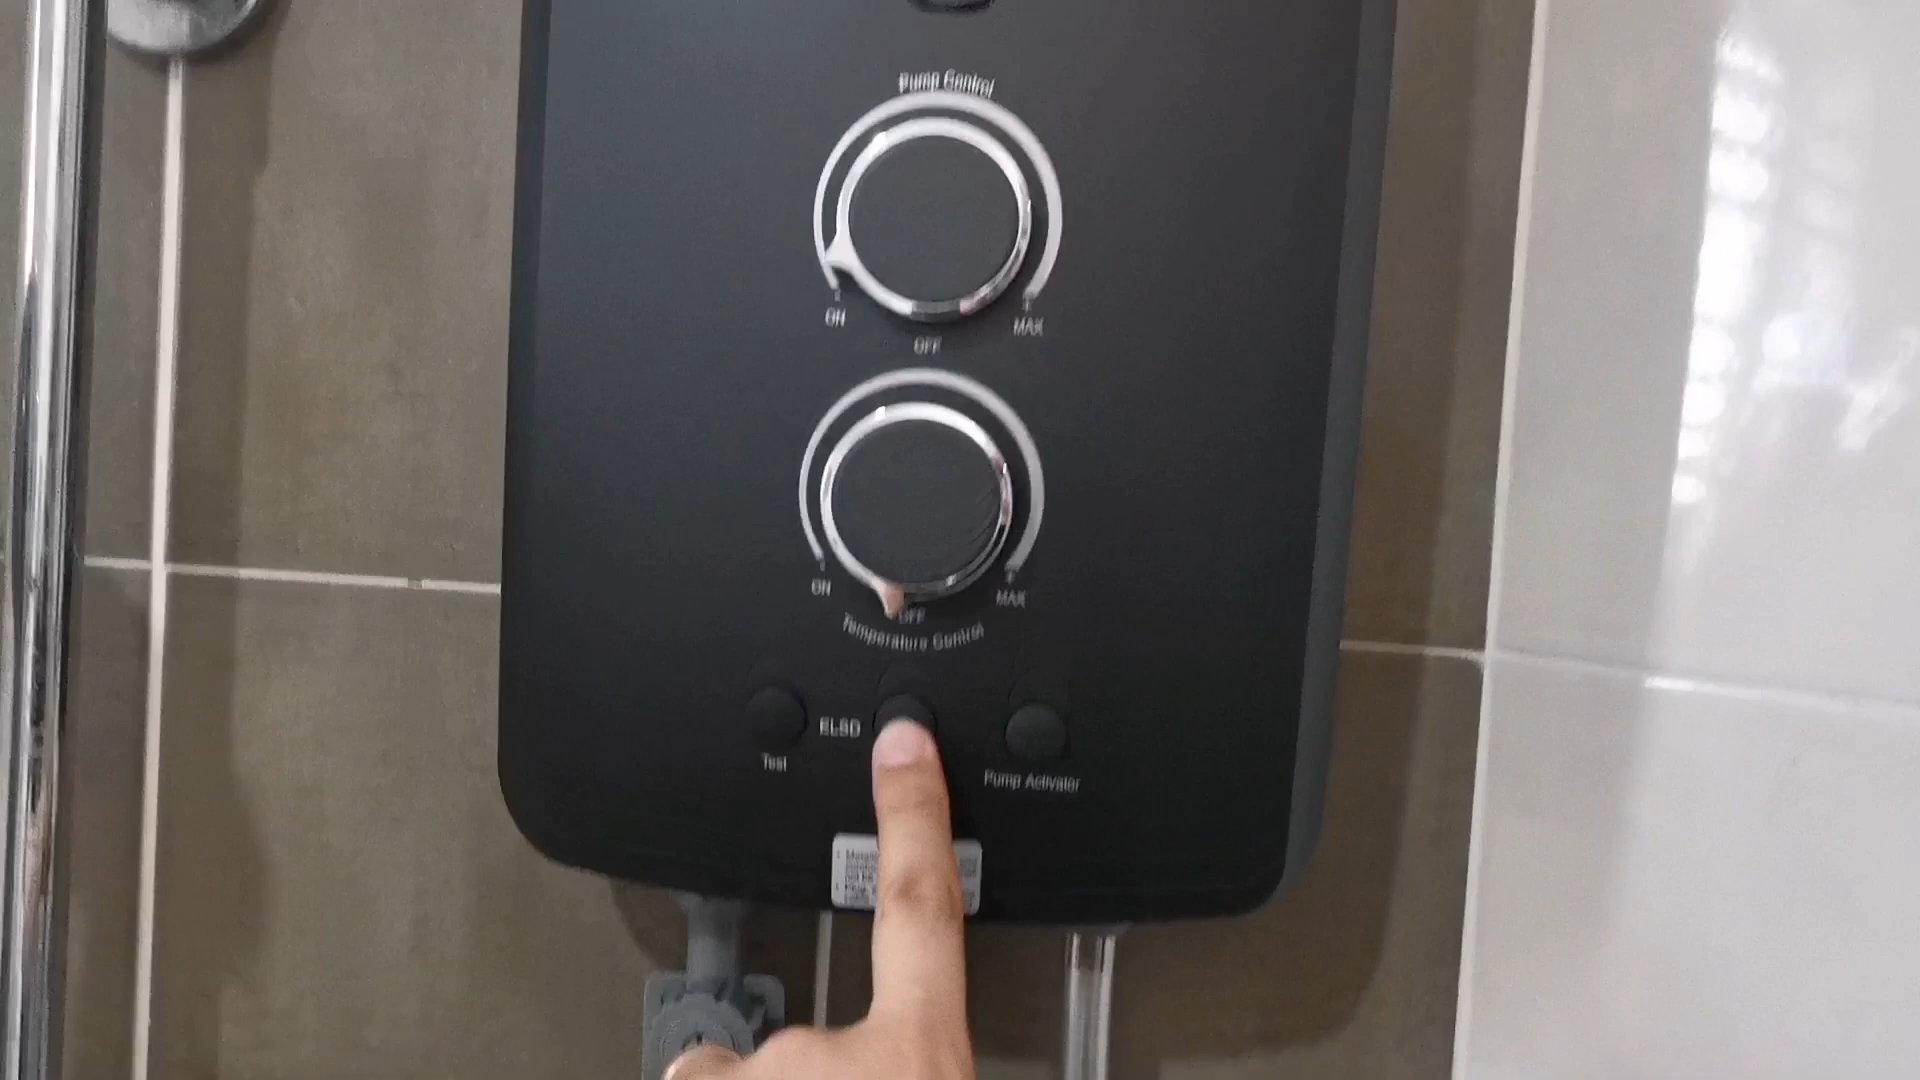 Pump Control
ON
MAX
OFF
ON
MAX
OFF
Temperature Control
ELSD
Test
Pump Activator